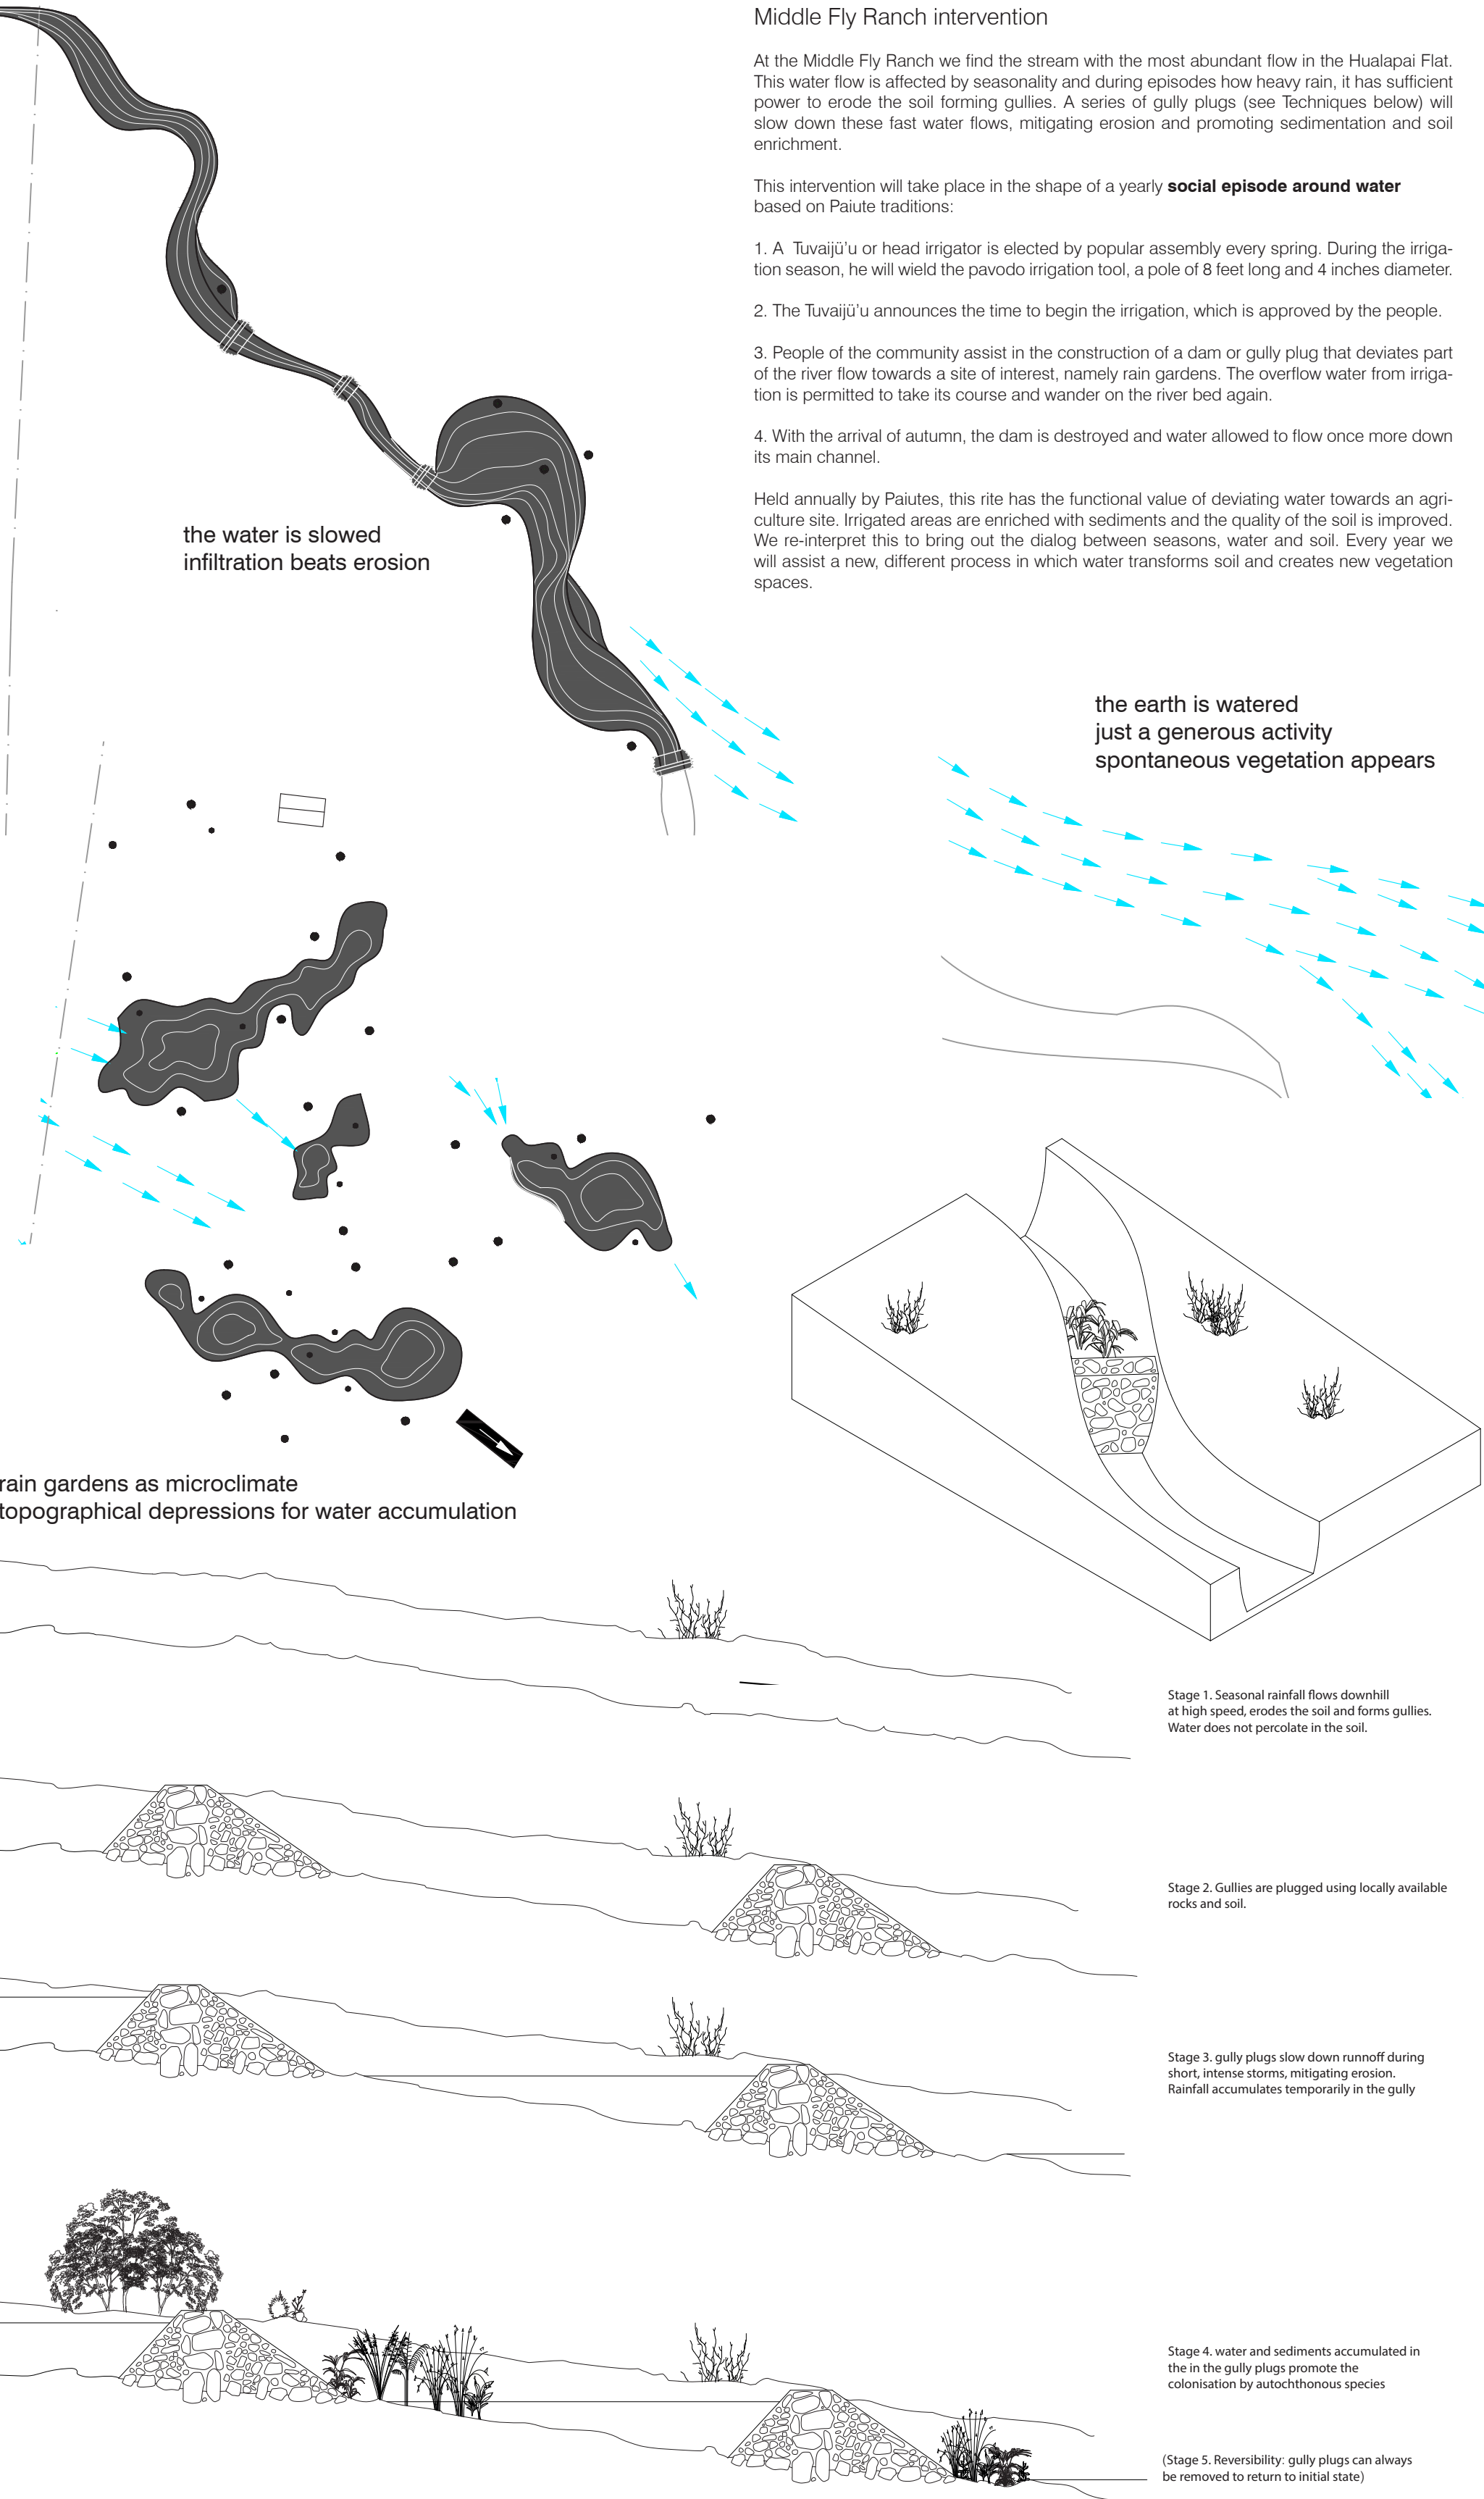 Middle Fly Ranch intervention
At the Middle Fly Ranch we find the stream with the most abundant flow in the Hualapai Flat.
This water flow is affected by seasonality and during episodes how heavy rain, it has sufficient
power to erode the soil forming gullies. A series of gully plugs (see Techniques below) will
slow down these fast water flows, mitigating erosion and promoting sedimentation and soil
enrichment.
This intervention will take place in the shape of a yearly social episode around water
based on Paiute traditions:
1. A Tuvaijü'u or head irrigator is elected by popular assembly every spring. During the irriga-
tion season, he will wield the pavodo irrigation tool, a pole of 8 feet long and 4 inches diameter.
2. The Tuvaijü'u announces the time to begin the irrigation, which is approved by the people.
3. People of the community assist in the construction of a dam or gully plug that deviates part
of the river flow towards a site of interest, namely rain gardens. The overflow water from irriga-
tion is permitted to take its course and wander on the river bed again.
4. With the arrival of autumn, the dam is destroyed and water allowed to flow once more down
its main channel.
Held annually by Paiutes, this rite has the functional value of deviating water towards an agri-
culture site. Irrigated areas are enriched with sediments and the quality of the soil is improved.
We re-interpret this to bring out the dialog between seasons, water and soil. Every year we
will assist a new, different process in which water transforms soil and creates new vegetation
spaces.
the water is slowed
infiltration beats erosion
the earth is watered
just a generous activity
spontaneous vegetation appears
rain gardens as microclimate
topographical depressions for water accumulation
Stage 1. Seasonal rainfall flows downhill
at high speed, erodes the soil and forms gullies.
Water does not percolate in the soil.
Stage 2. Gullies are plugged using locally available
rocks and soil.
Stage 3. gully plugs slow down runnoff during
short, intense storms, mitigating erosion.
Rainfall accumulates temporarily in the gully
Stage 4. water and sediments accumulated in
the in the gully plugs promote the
colonisation by autochthonous species
(Stage 5. Reversibility: gully plugs can always
be removed to return to initial state)